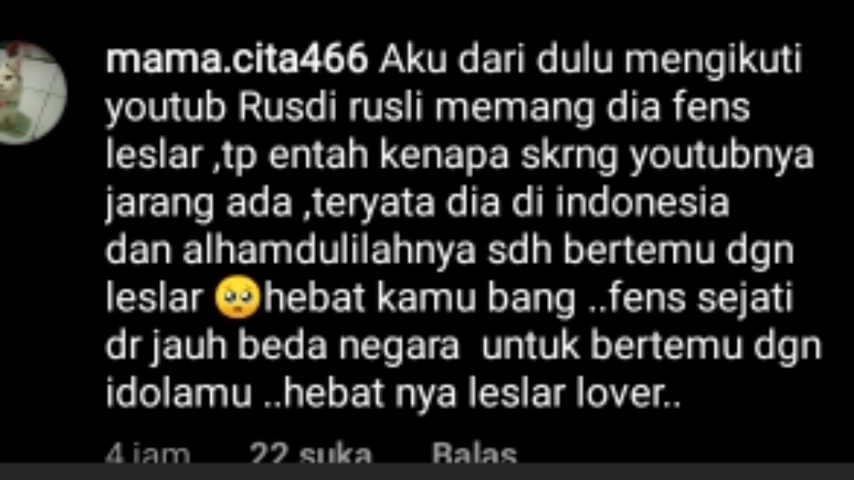 mama.cita466 Aku dari dulu mengikuti
youtub Rusdi rusli memang dia fens
leslar ,tp entah kenapa skrng youtubnya
jarang ada ,teryata dia di indonesia
dan alhamdulilahnya sdh bertemu dgn
leslar 🥺hebat kamu bang ..fens sejati
dr jauh beda negara  untuk bertemu dgn
idolamu ..hebat nya leslar lover..
4 jam 22 suka Balas